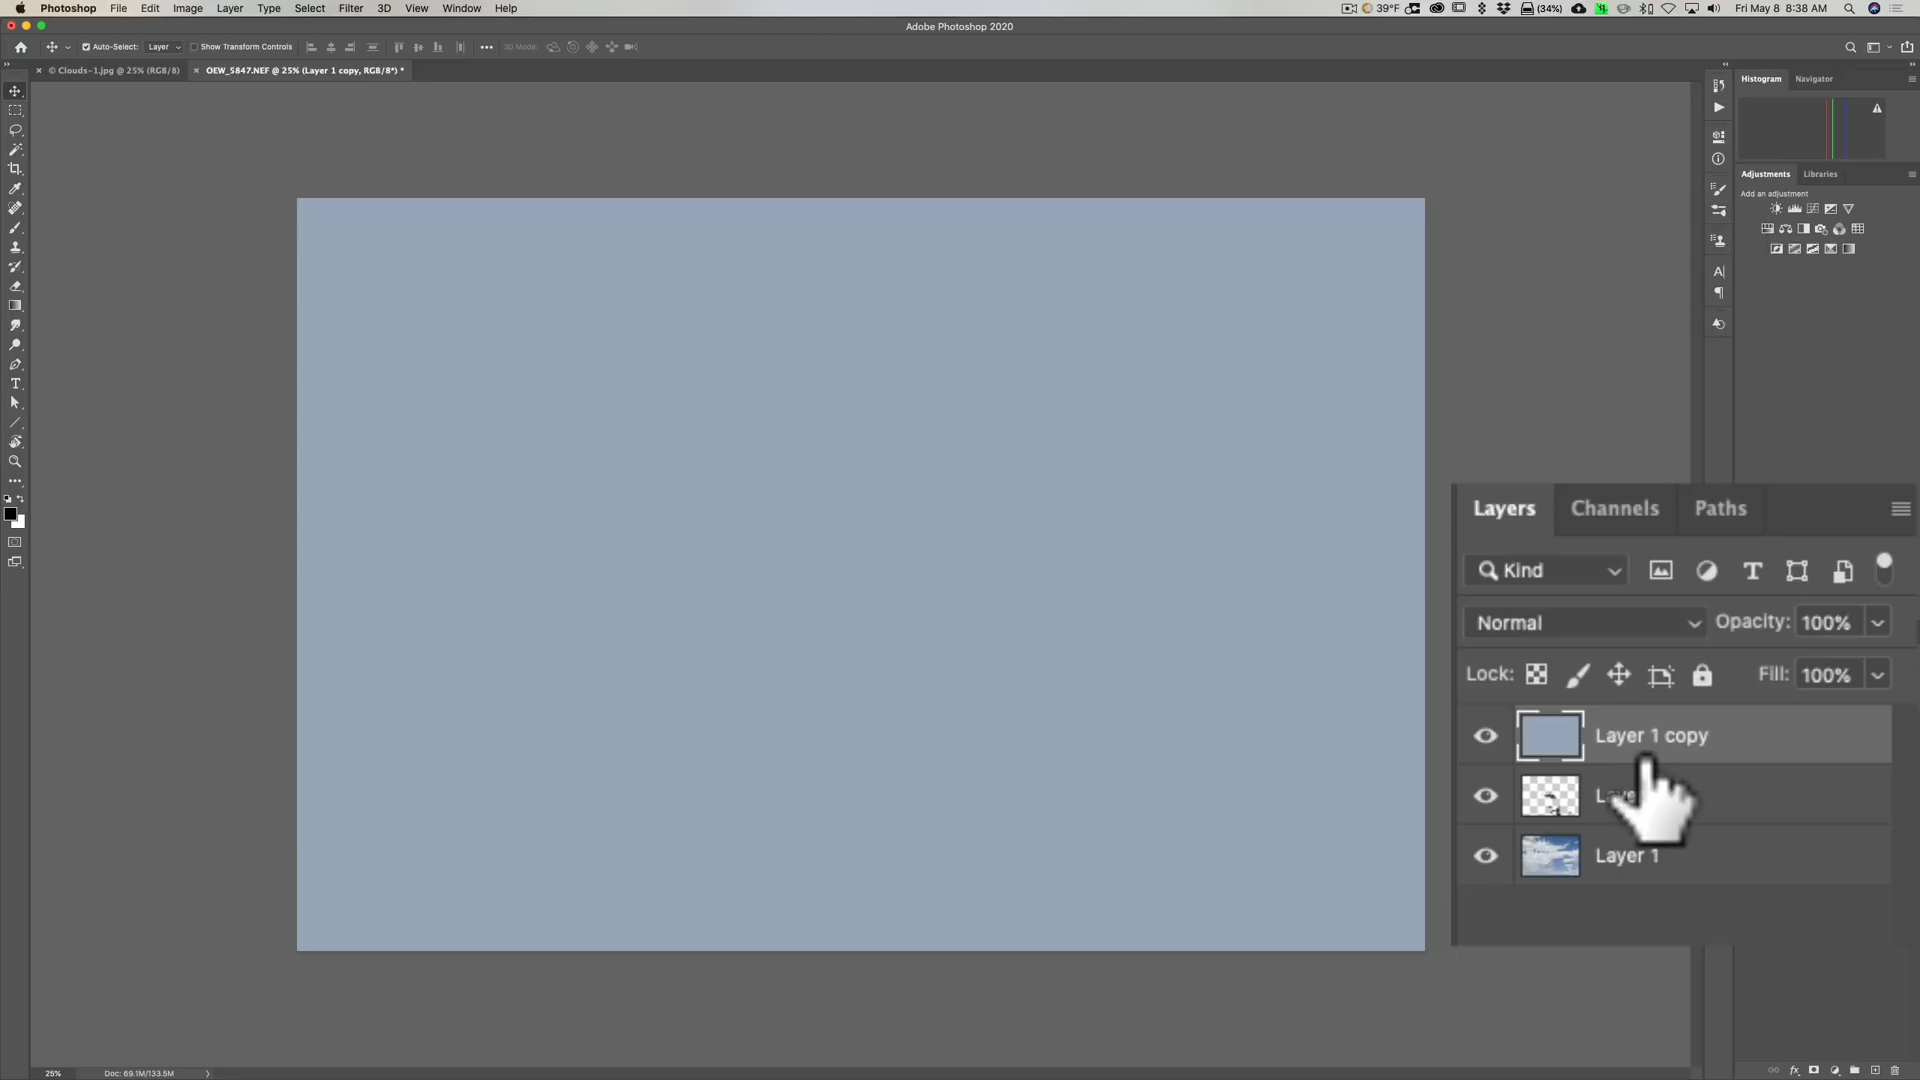 Photoshop File Edit Image Layer Type Select Filter 3D View Window Help 39°F (34%) Fri May 8 8:38 AM
Adobe Photoshop 2020
Auto-Select: Layer Show Transform Controls 3D Mode:
© Clouds-1.jpg @ 25% (RGB/8) OEW_5847.NEF @ 25% (Layer 1 copy, RGB/8*) *
Histogram Navigator
Adjustments Libraries
Add an adjustment
Layers Channels Paths
Kind
Normal Opacity: 100%
Lock: Fill: 100%
Layer 1 copy
Layer 1
25% Doc: 69.1M/133.5M